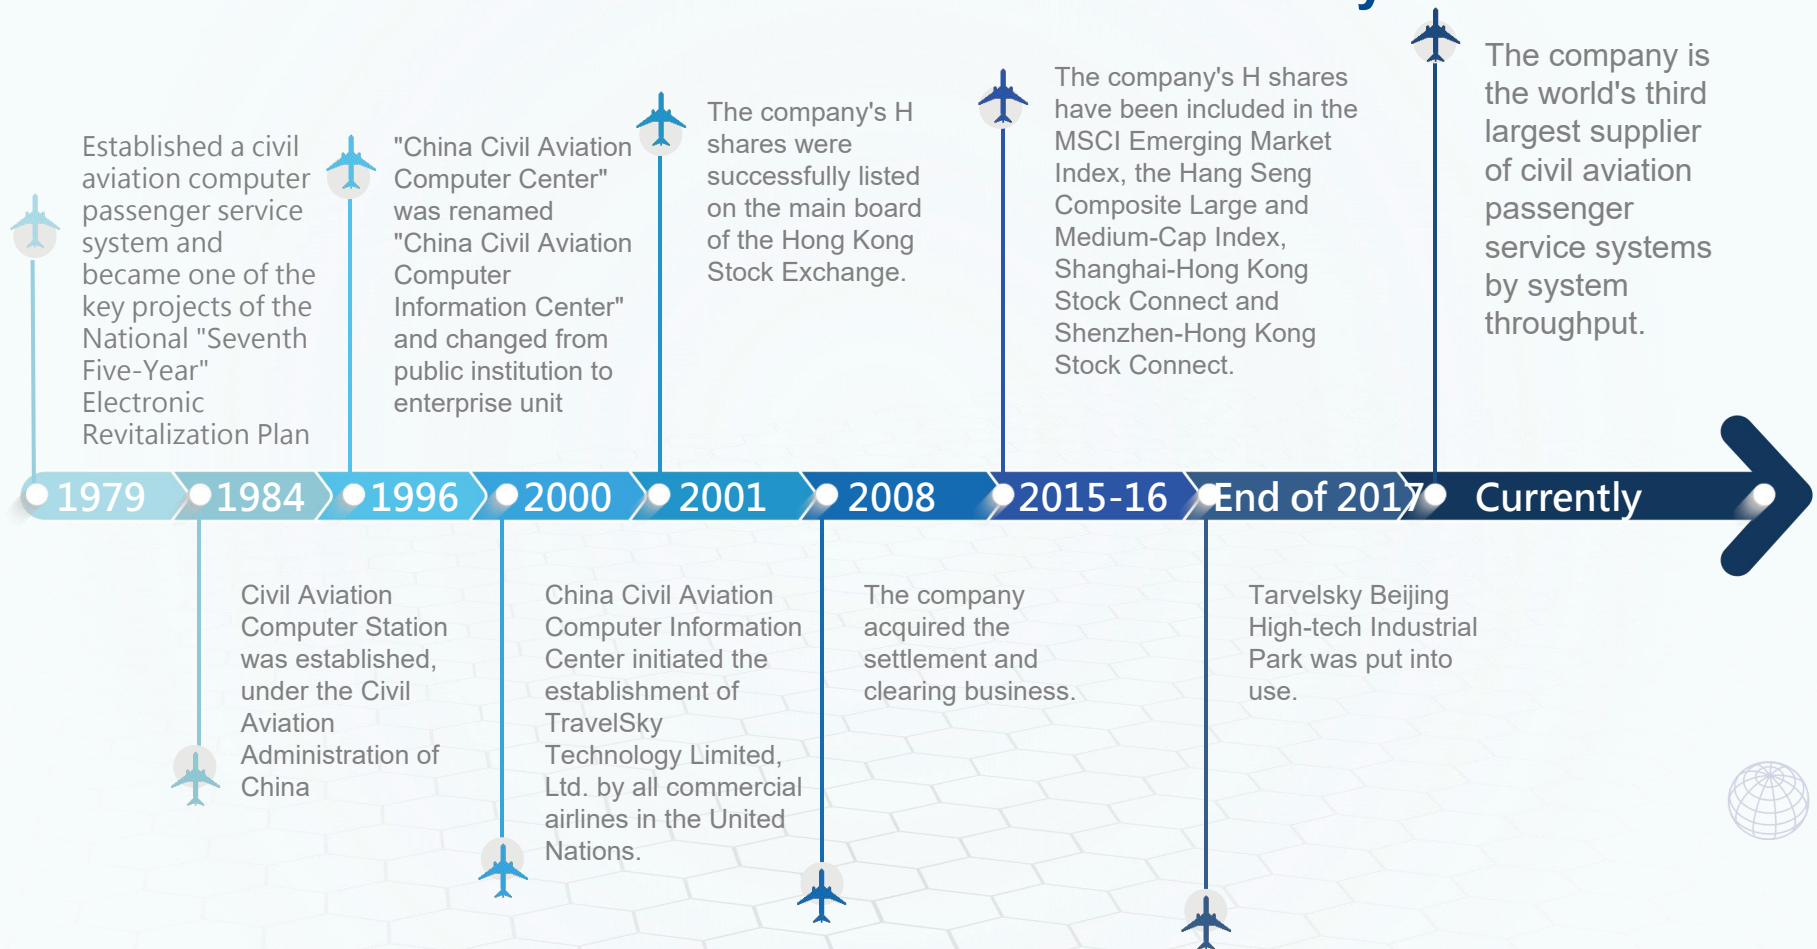 Established a civil
aviation computer
passenger service
system and
became one of the
key projects of the
National "Seventh
Five-Year"
Electronic
Revitalization Plan
"China Civil Aviation
Computer Center"
was renamed
"China Civil Aviation
Computer
Information Center"
and changed from
public institution to
enterprise unit
The company's H
shares were
successfully listed
on the main board
of the Hong Kong
Stock Exchange.
The company's H shares
have been included in the
MSCI Emerging Market
Index, the Hang Seng
Composite Large and
Medium-Cap Index,
Shanghai-Hong Kong
Stock Connect and
Shenzhen-Hong Kong
Stock Connect.
The company is
the world's third
largest supplier
of civil aviation
passenger
service systems
by system
throughput.
1979 1984 1996 2000 2001 2008 2015-16 End of 2017 Currently
Civil Aviation
Computer Station
was established,
under the Civil
Aviation
Administration of
China
China Civil Aviation
Computer Information
Center initiated the
establishment of
TravelSky
Technology Limited,
Ltd. by all commercial
airlines in the United
Nations.
The company
acquired the
settlement and
clearing business.
Tarvelsky Beijing
High-tech Industrial
Park was put into
use.